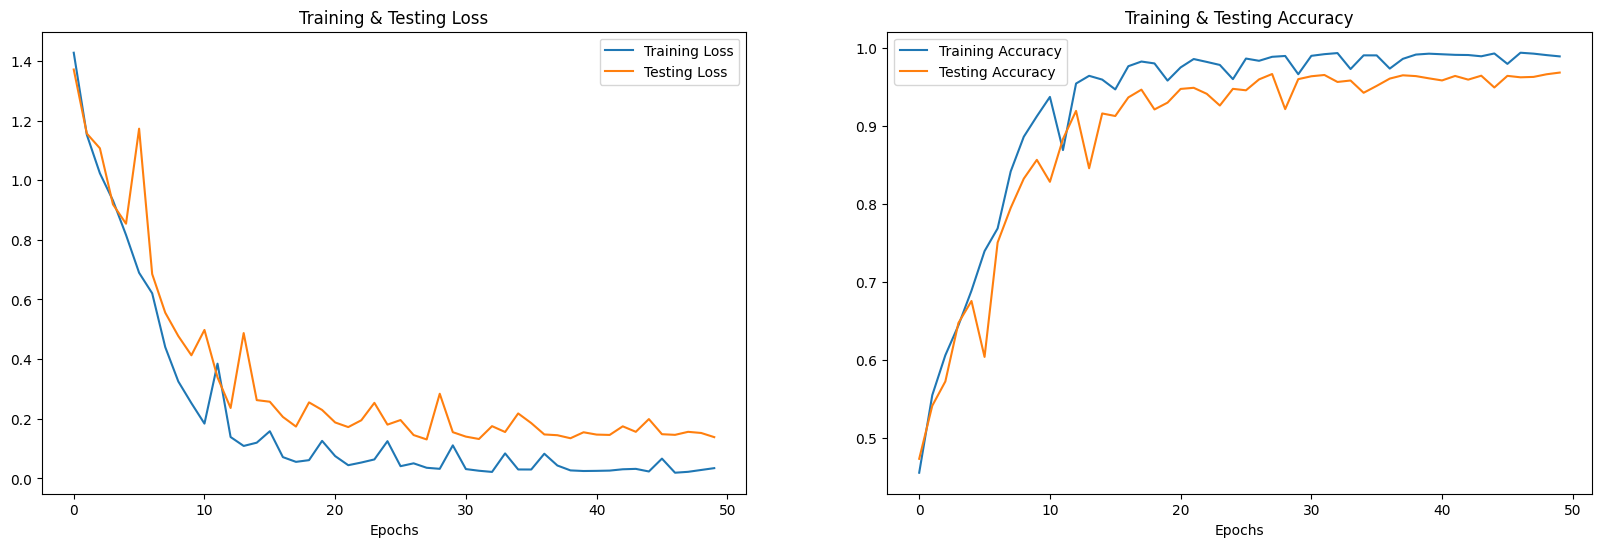 Training & Testing Loss
Training Loss
Testing Loss
1.4
1.2
1.0
0.8
0.6
0.4
0.2
0.0
0 10 20 30 40 50
Epochs
Training & Testing Accuracy
Training Accuracy
Testing Accuracy
1.0
0.9
0.8
0.7
0.6
0.5
0 10 20 30 40 50
Epochs